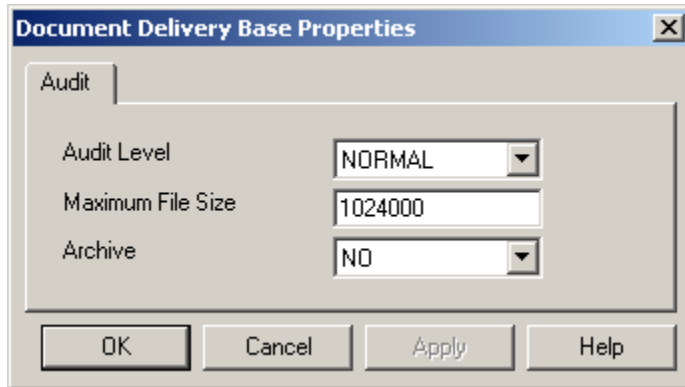 Document Delivery Base Properties
Audit
Audit Level NORMAL
Maximum File Size 1024000
Archive NO
OK Cancel Apply Help